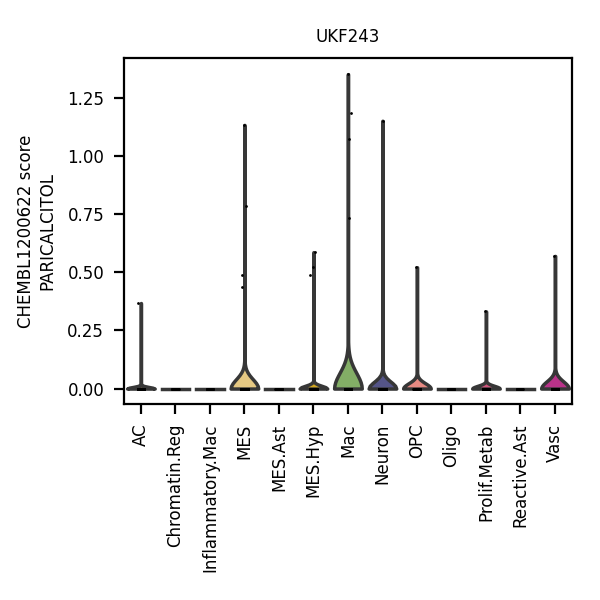 UKF243
CHEMBL1200622 score
PARICALCITOL
1.25
1.00
0.75
0.50
0.25
0.00
AC
Chromatin.Reg
Inflammatory.Mac
MES
MES.Ast
MES.Hyp
Mac
Neuron
OPC
Oligo
Prolif.Metab
Reactive.Ast
Vasc